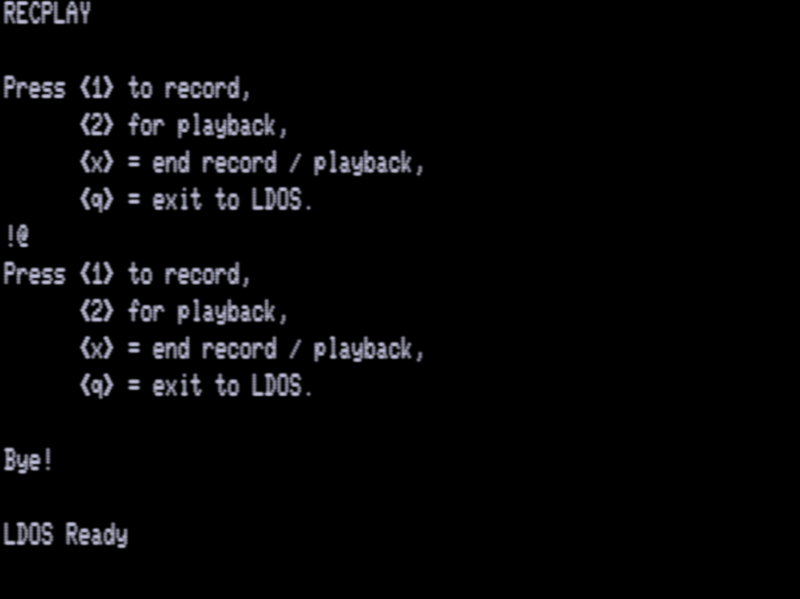 RECPLAY
Press {1} to record,
{2} for playback,
{x} = end record / playback,
{q} = exit to LDOS.
!@
Press {1} to record,
{2} for playback,
{x} = end record / playback,
{q} = exit to LDOS.
Bye!
LDOS Ready